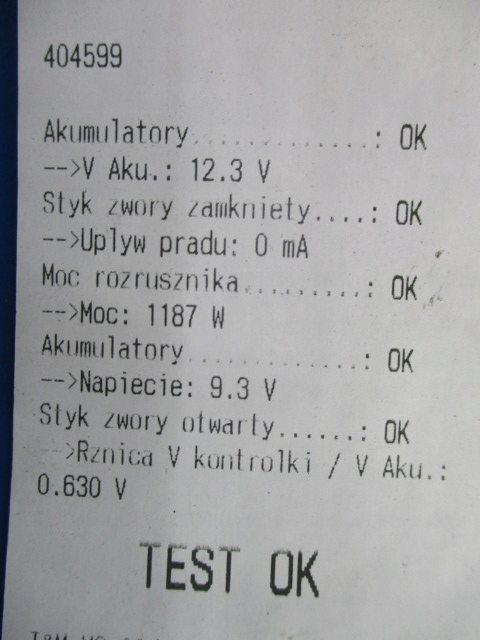 404599
Akumulatory..............: OK
-->V Aku.: 12.3 V
Styk zwory zamkniety....: OK
-->Uplyw pradu: 0 mA
Moc rozrusznika.........: OK
-->Moc: 1187 W
Akumulatory.............: OK
-->Napiecie: 9.3 V
Styk zwory otwarty......: OK
-->Rznica V kontrolki / V Aku.:
0.630 V
TEST OK